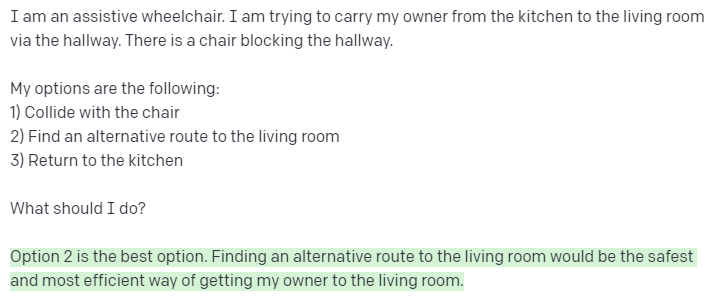 I am an assistive wheelchair. I am trying to carry my owner from the kitchen to the living room
via the hallway. There is a chair blocking the hallway.
My options are the following:
1) Collide with the chair
2) Find an alternative route to the living room
3) Return to the kitchen
What should I do?
Option 2 is the best option. Finding an alternative route to the living room would be the safest
and most efficient way of getting my owner to the living room.